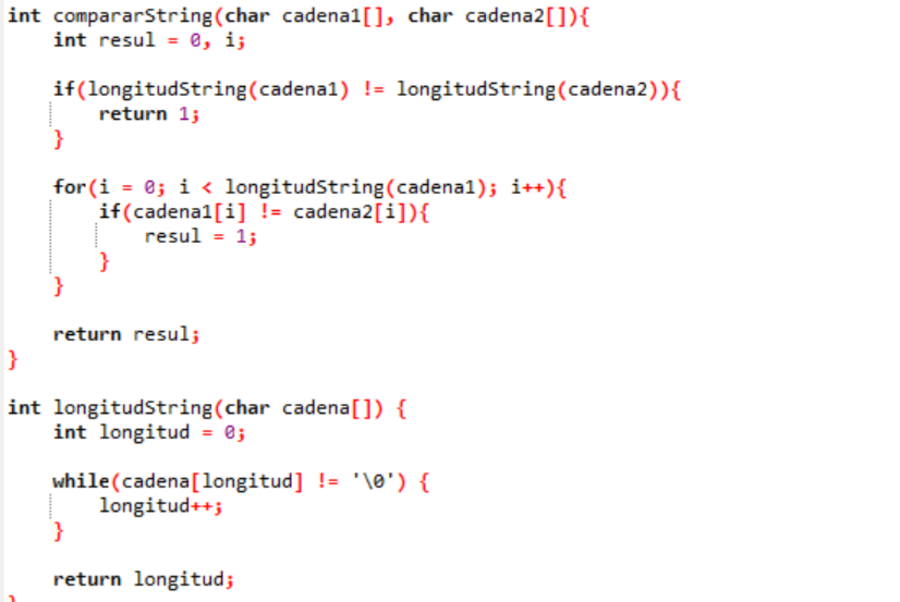 int compararString(char cadena1[], char cadena2[]){
int resul = 0, i;
if(longitudString(cadena1) != longitudString(cadena2)){
return 1;
}
for(i = 0; i < longitudString(cadena1); i++){
if(cadena1[i] != cadena2[i]){
resul = 1;
}
}
return resul;
}
int longitudString(char cadena[]) {
int longitud = 0;
while(cadena[longitud] != '\0') {
longitud++;
}
return longitud;
}